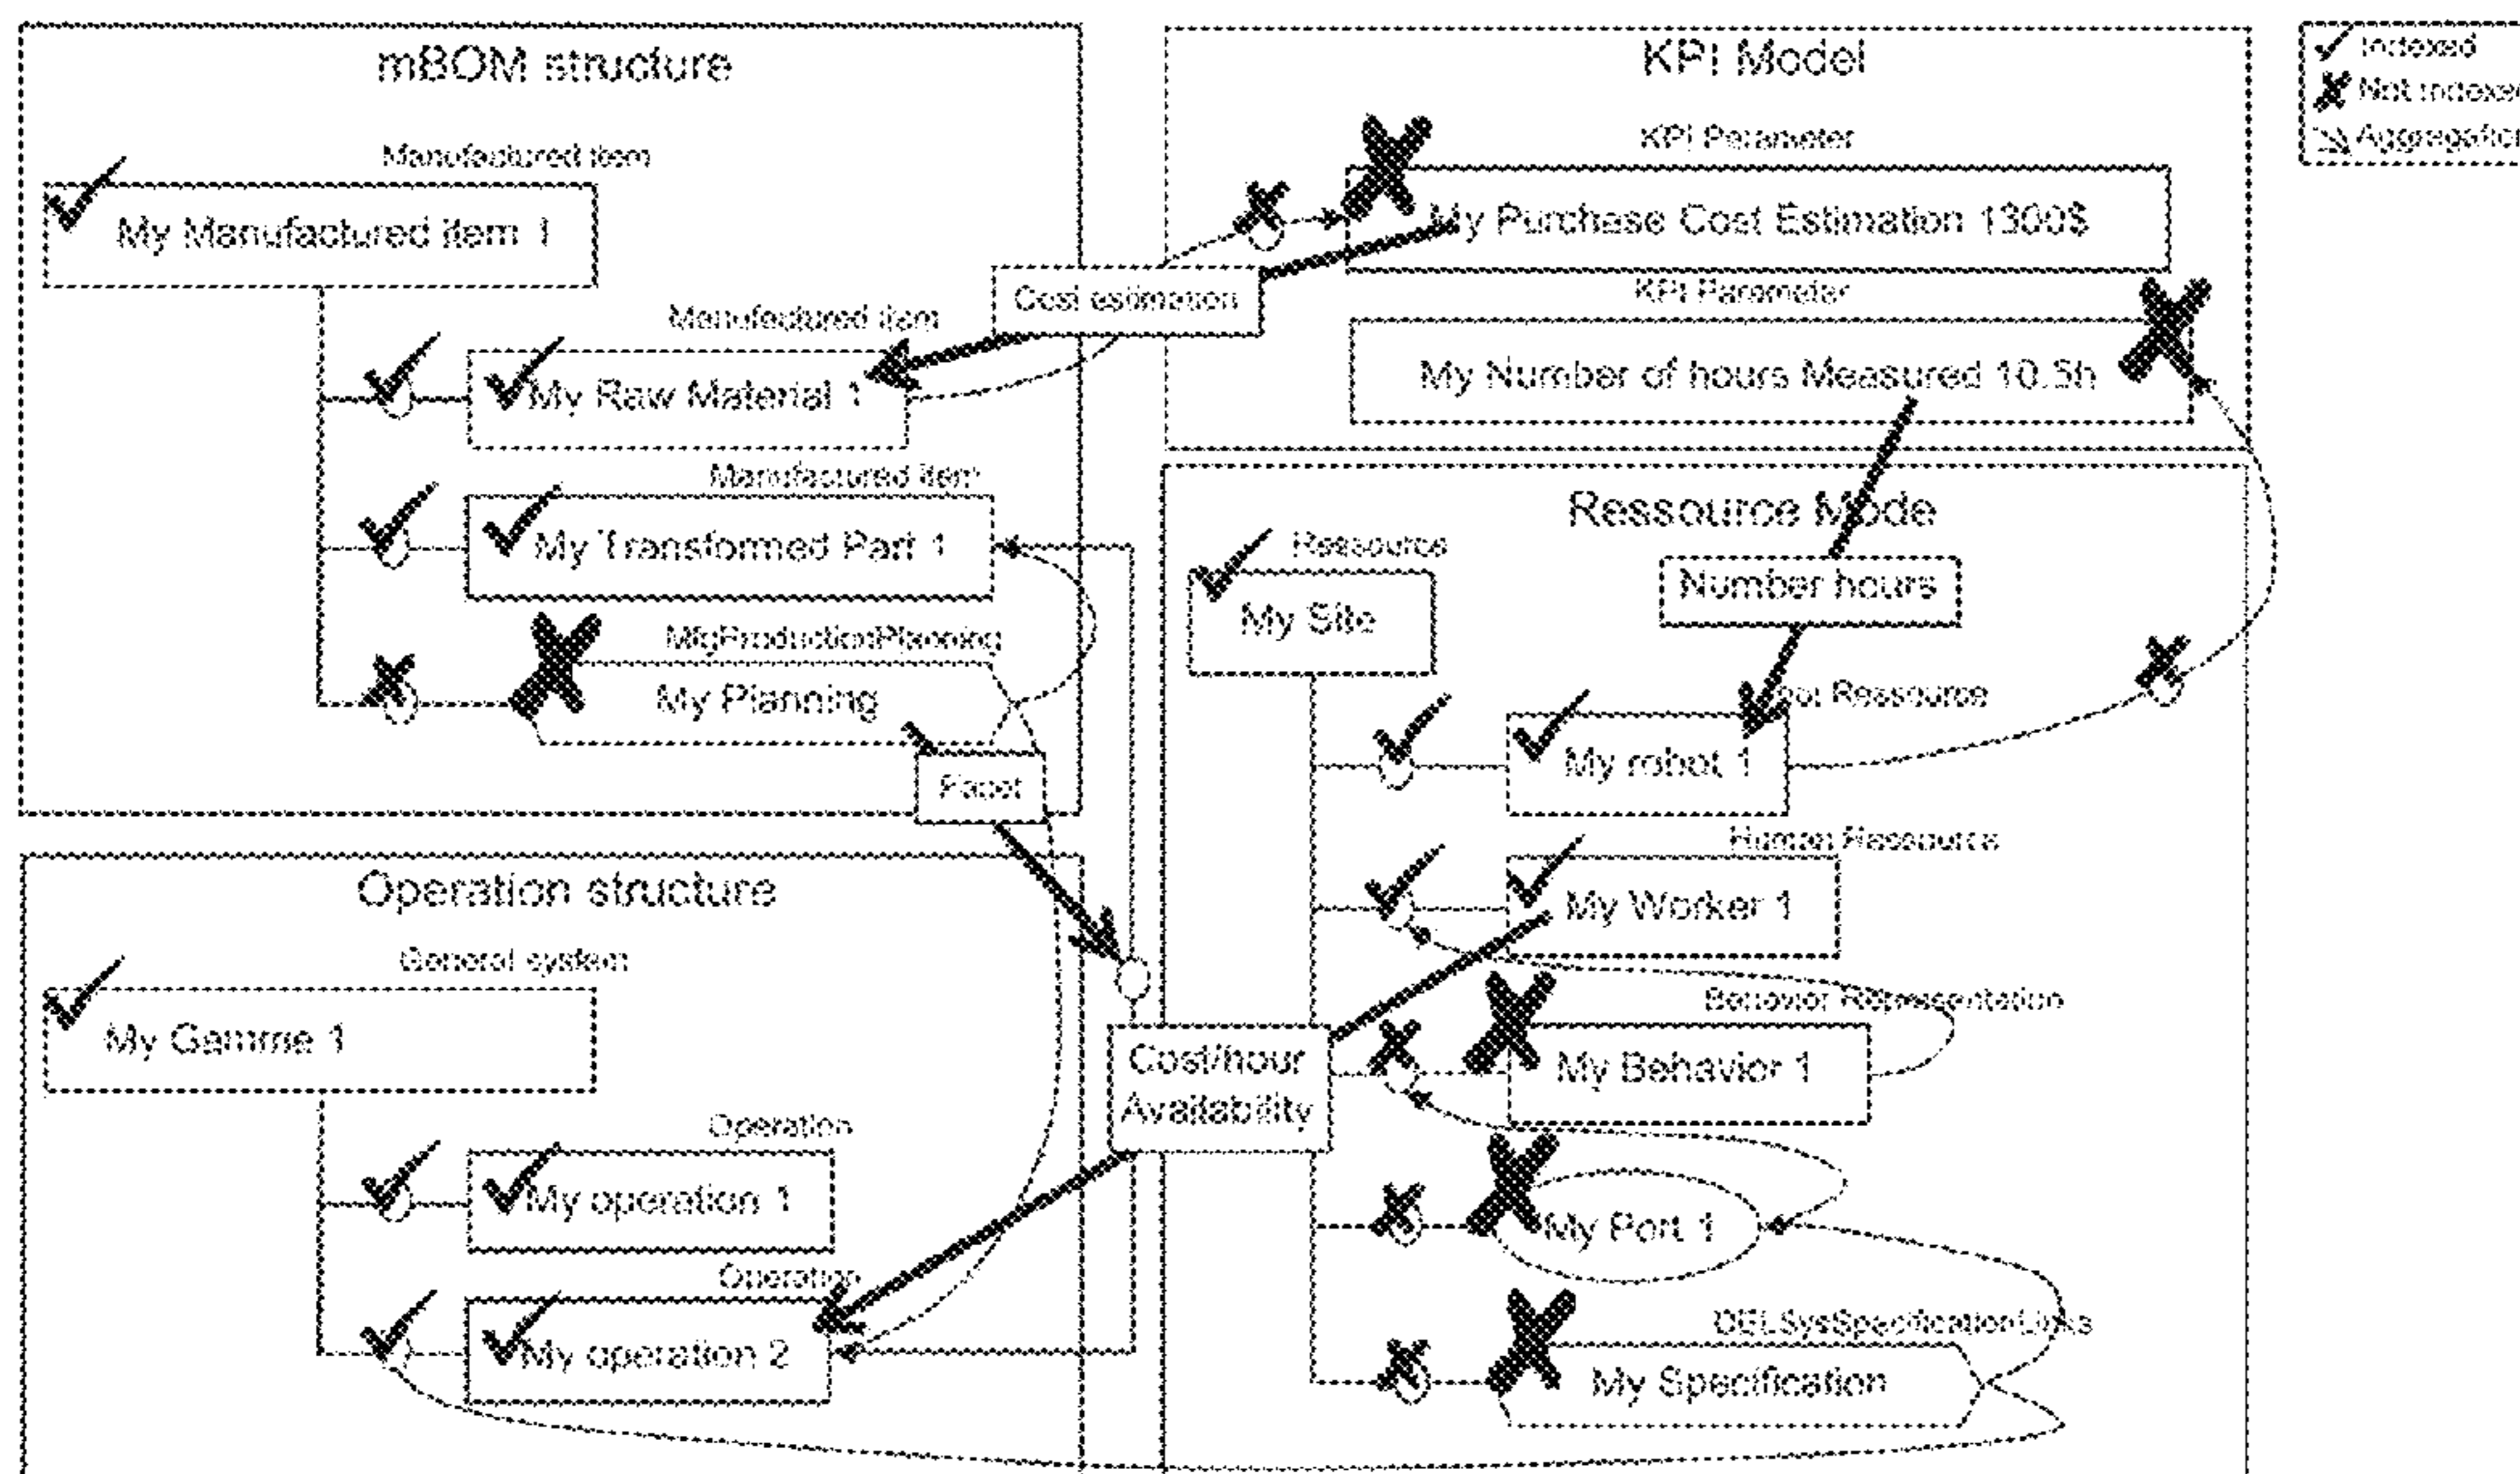 mBOM structure
Manufactured item
My Manufactured item 1
Manufactured item
My Raw Material 1
Manufactured item
My Transformed Part 1
MfgProductionPlanning
My Planning
Cost estimation
KPI Model
KPI Parameter
My Purchase Cost Estimation 1300$
KPI Parameter
My Number of hours Measured 10.5h
Indexed
Not indexed
Aggregation
Ressource Mode
Ressource
My Site
Number hours
Ressource
My robot 1
Human Ressource
My Worker 1
Behavior Representation
My Behavior 1
My Port 1
DELSysSpecificationLinks
My Specification
Cost/hour
Availability
Operation structure
General system
My Gamme 1
Operation
My operation 1
Operation
My operation 2